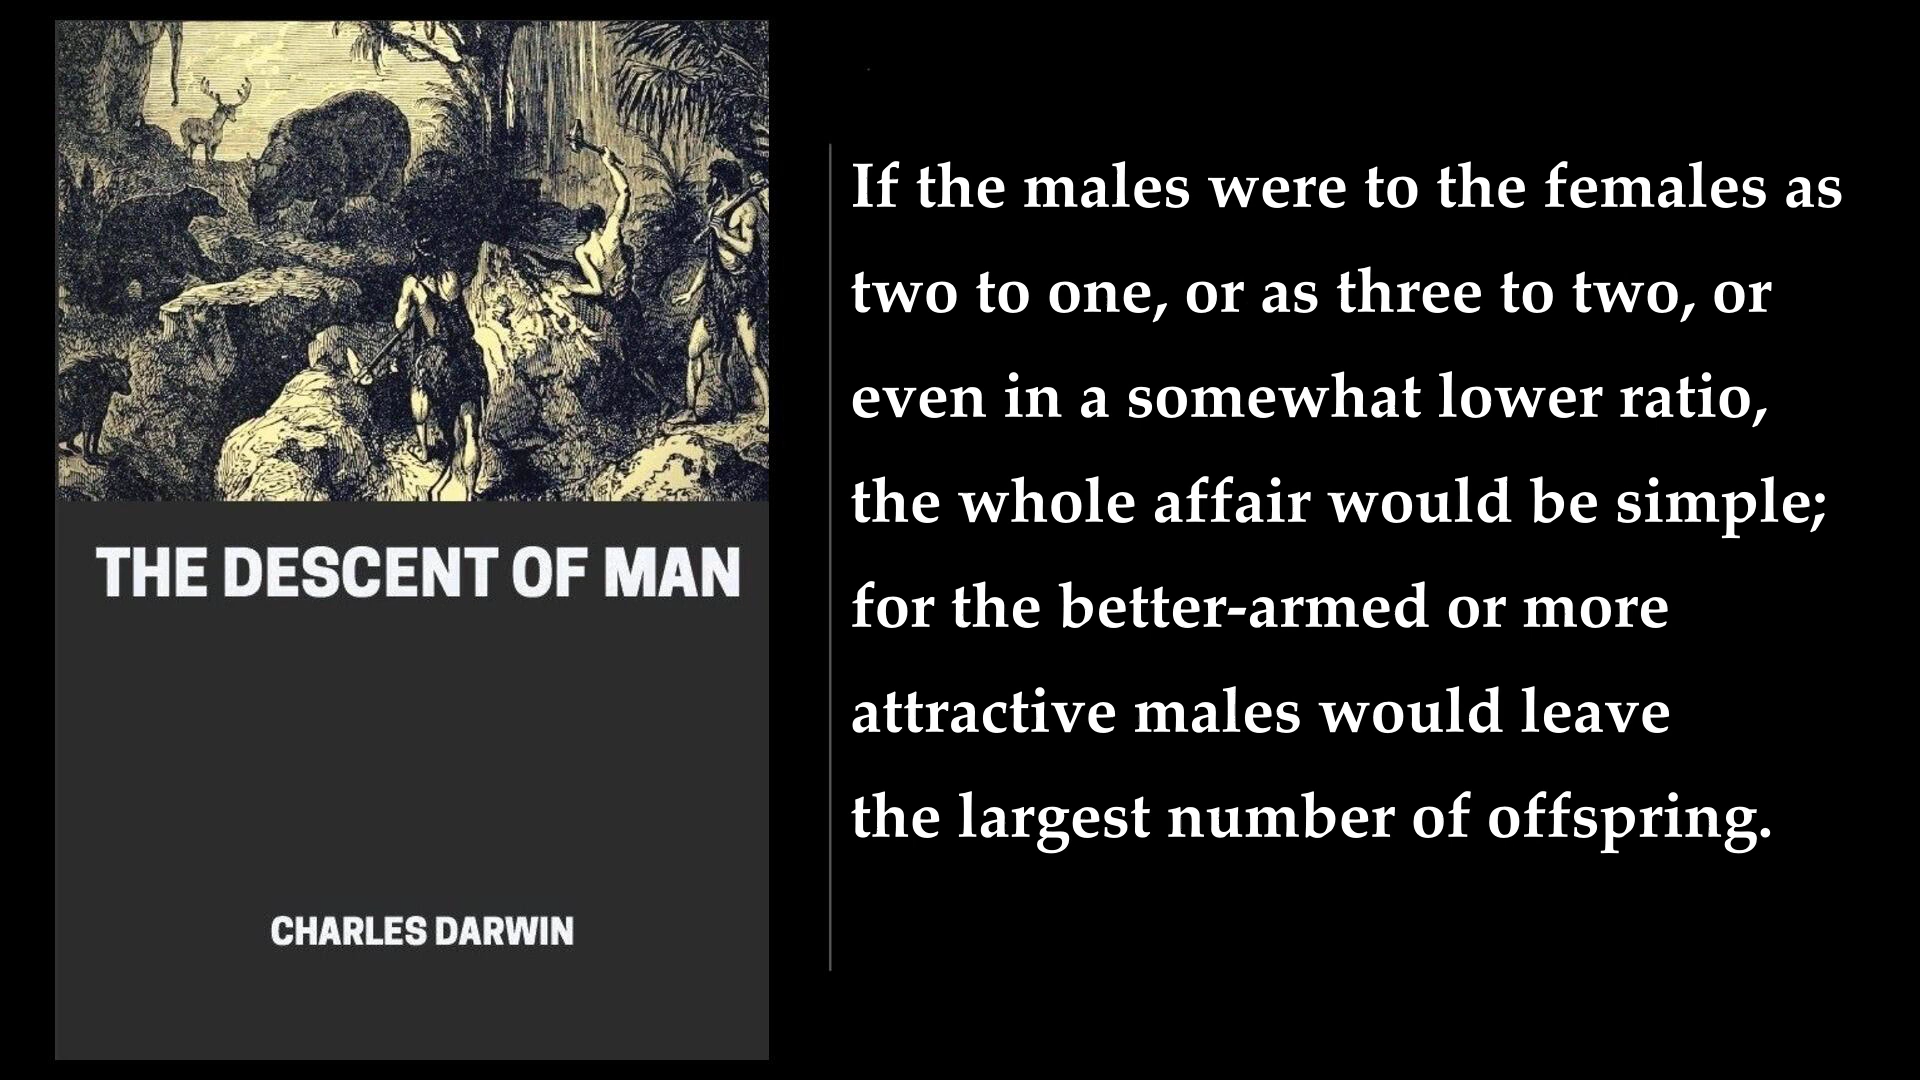 THE DESCENT OF MAN
CHARLES DARWIN
If the males were to the females as
two to one, or as three to two, or
even in a somewhat lower ratio,
the whole affair would be simple;
for the better-armed or more
attractive males would leave
the largest number of offspring.